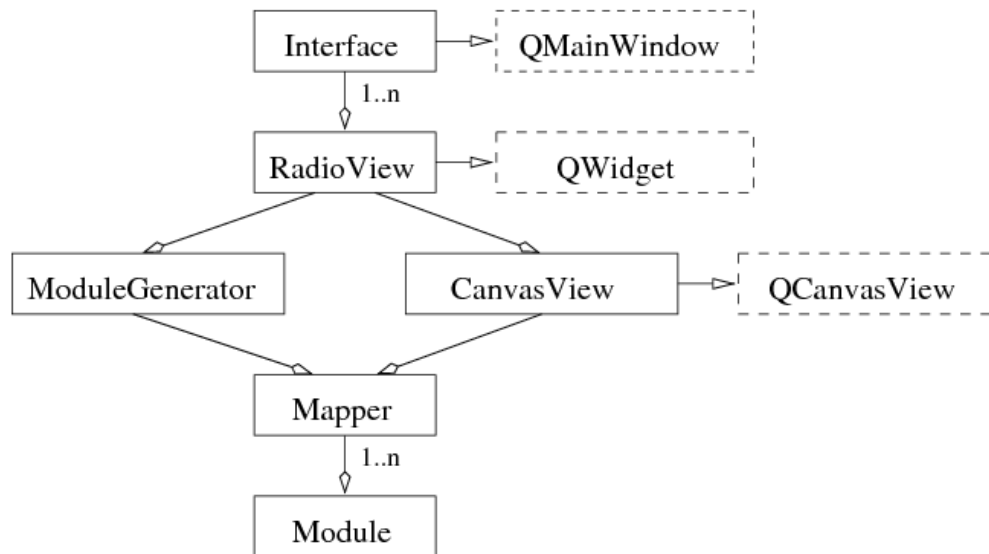 Interface
QMainWindow
1..n
RadioView
QWidget
ModuleGenerator
CanvasView
QCanvasView
Mapper
1..n
Module